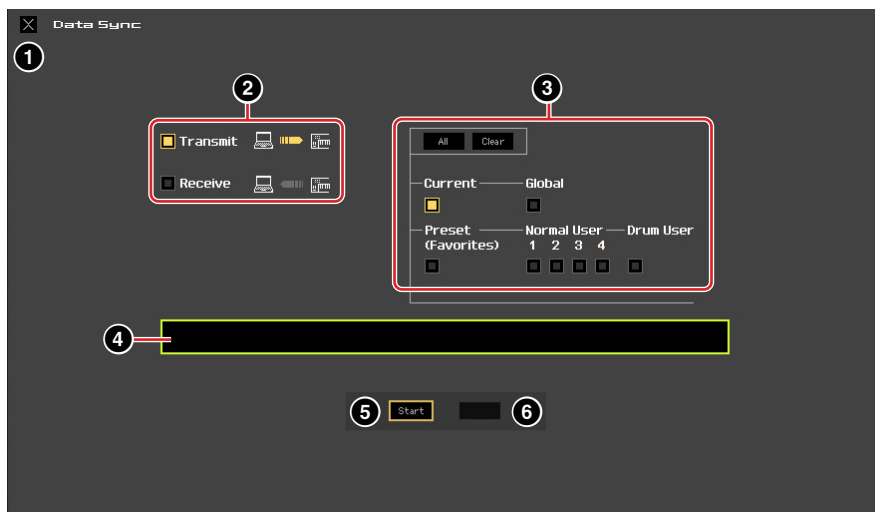 Data Sync
1
2
3
Transmit
Receive
All Clear
Current Global
Preset (Favorites)
Normal User
1 2 3 4
Drum User
4
5 Start 6